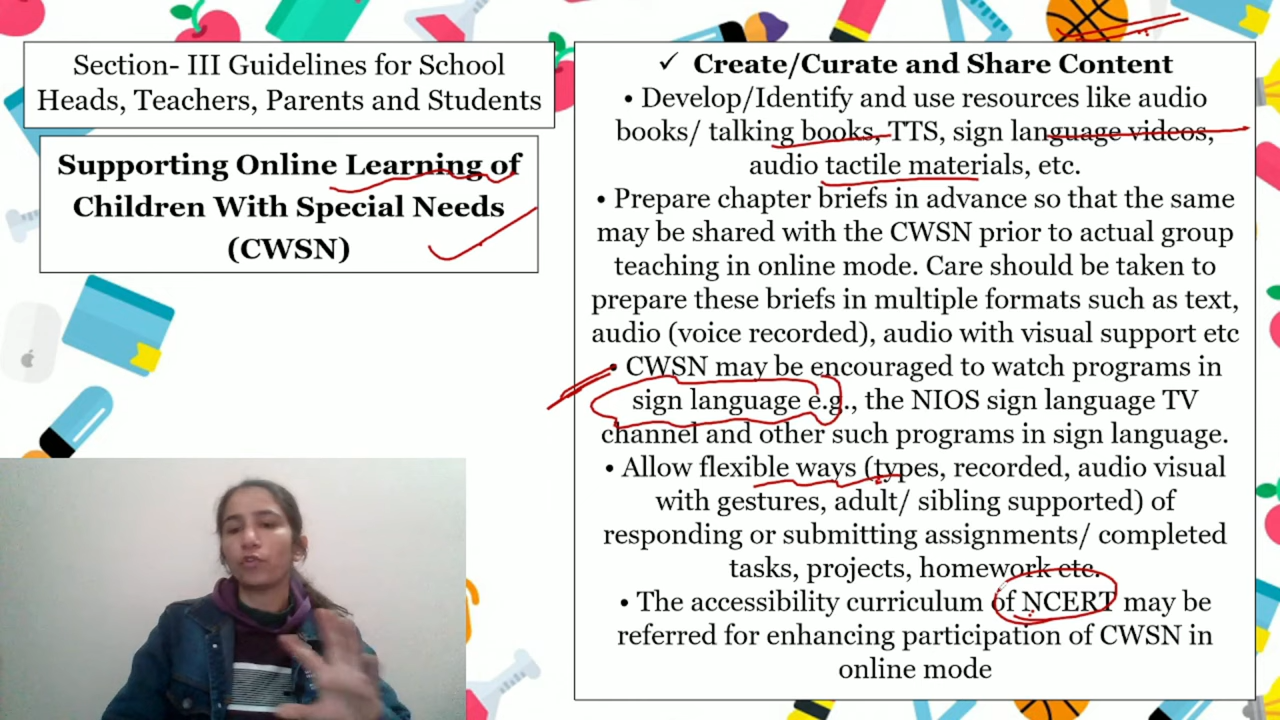 Section- III Guidelines for School
Heads, Teachers, Parents and Students
Supporting Online Learning of
Children With Special Needs
(CWSN)
✓ Create/Curate and Share Content
• Develop/Identify and use resources like audio
books/ talking books, TTS, sign language videos,
audio tactile materials, etc.
• Prepare chapter briefs in advance so that the same
may be shared with the CWSN prior to actual group
teaching in online mode. Care should be taken to
prepare these briefs in multiple formats such as text,
audio (voice recorded), audio with visual support etc
• CWSN may be encouraged to watch programs in
sign language e.g., the NIOS sign language TV
channel and other such programs in sign language.
• Allow flexible ways (types, recorded, audio visual
with gestures, adult/ sibling supported) of
responding or submitting assignments/ completed
tasks, projects, homework etc.
• The accessibility curriculum of NCERT may be
referred for enhancing participation of CWSN in
online mode